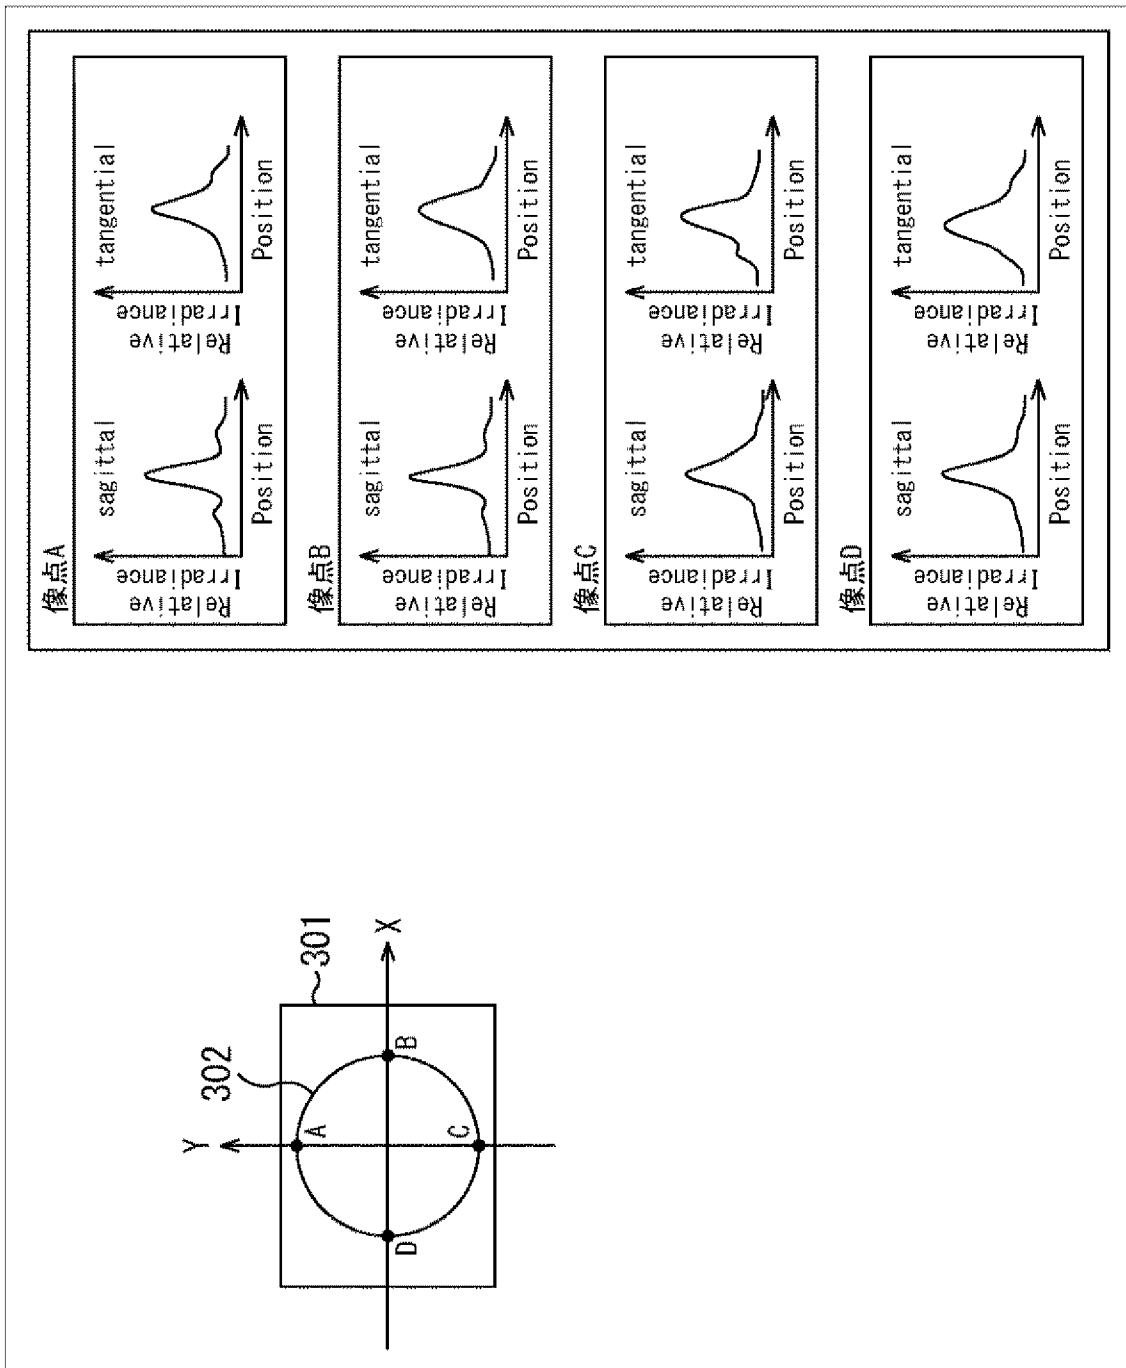 像点A
sagittal
Relative
Irradiance
Position
tangential
Relative
Irradiance
Position
像点B
sagittal
Relative
Irradiance
Position
tangential
Relative
Irradiance
Position
像点C
sagittal
Relative
Irradiance
Position
tangential
Relative
Irradiance
Position
像点D
sagittal
Relative
Irradiance
Position
tangential
Relative
Irradiance
Position
Y
302
301
A
X
D
B
C